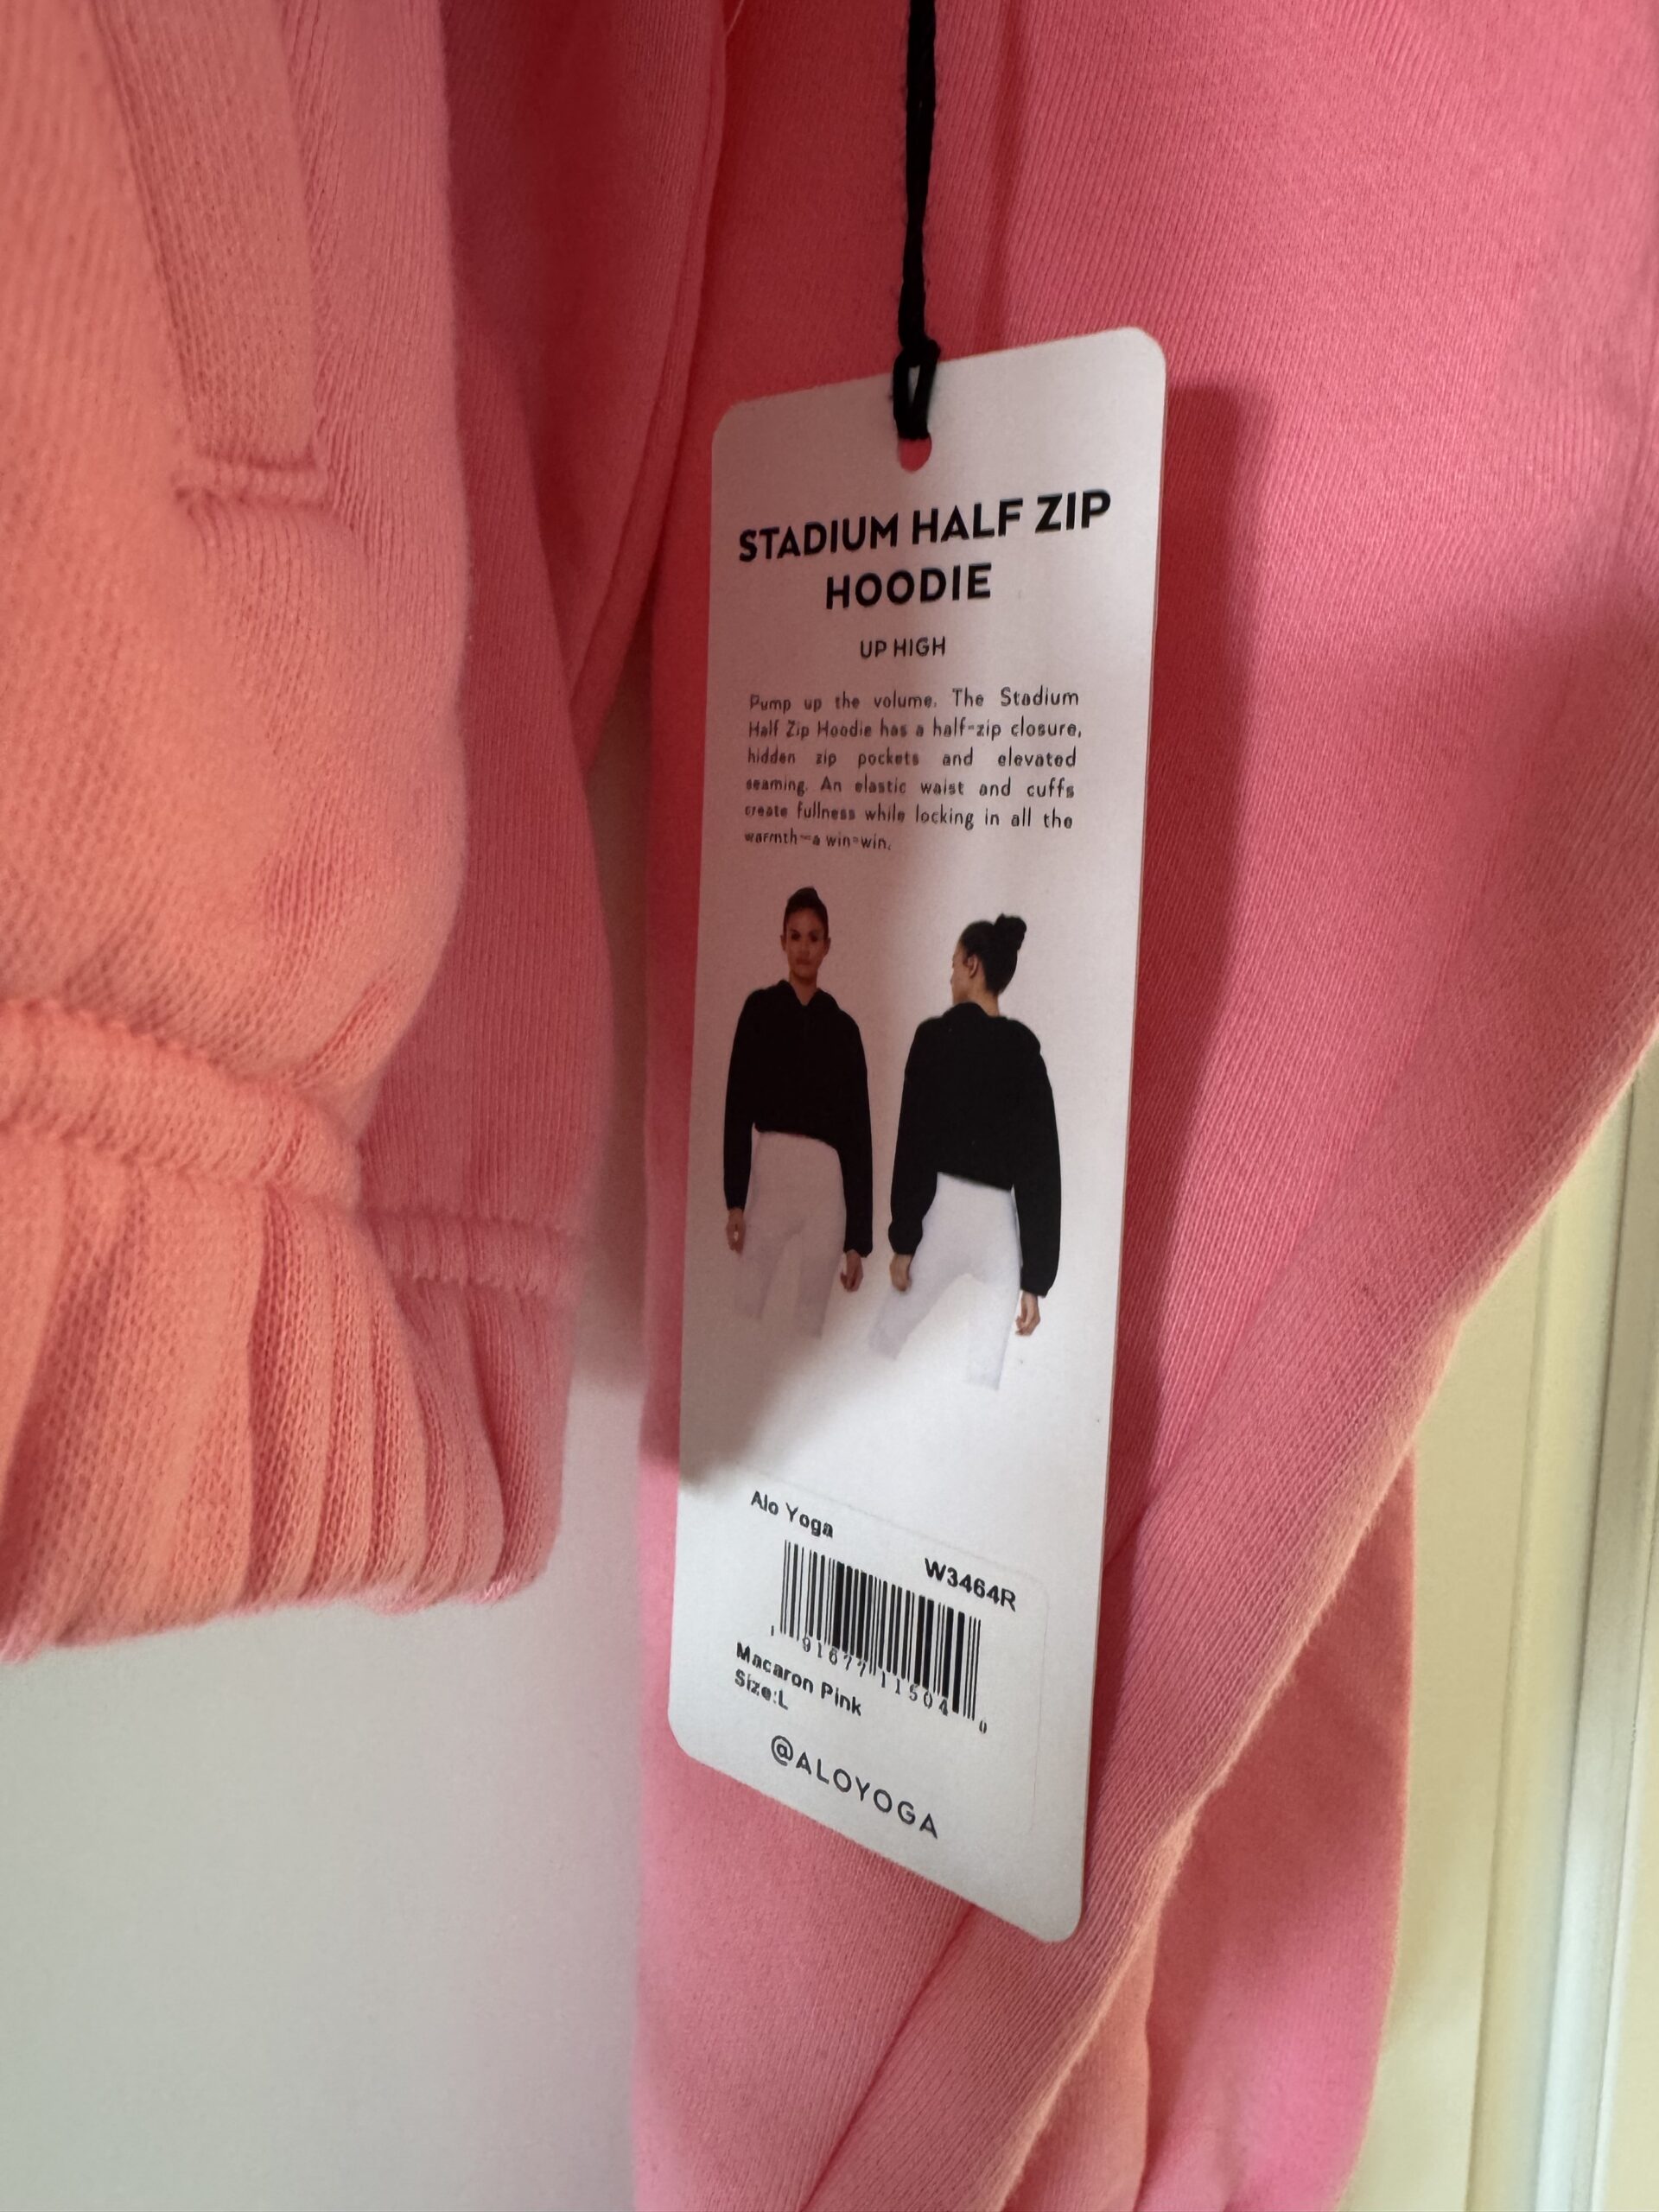 STADIUM HALF ZIP
HOODIE
UP HIGH
Pump up the volume. The Stadium
Half Zip Hoodie has a half-zip closure,
hidden zip pockets and elevated
seaming. An elastic waist and cuffs
create fullness while locking in all the
warmth—a win-win.
Alo Yoga
W3464R
1 91677 11504 0
Macaron Pink
Size:L
@ALOYOGA